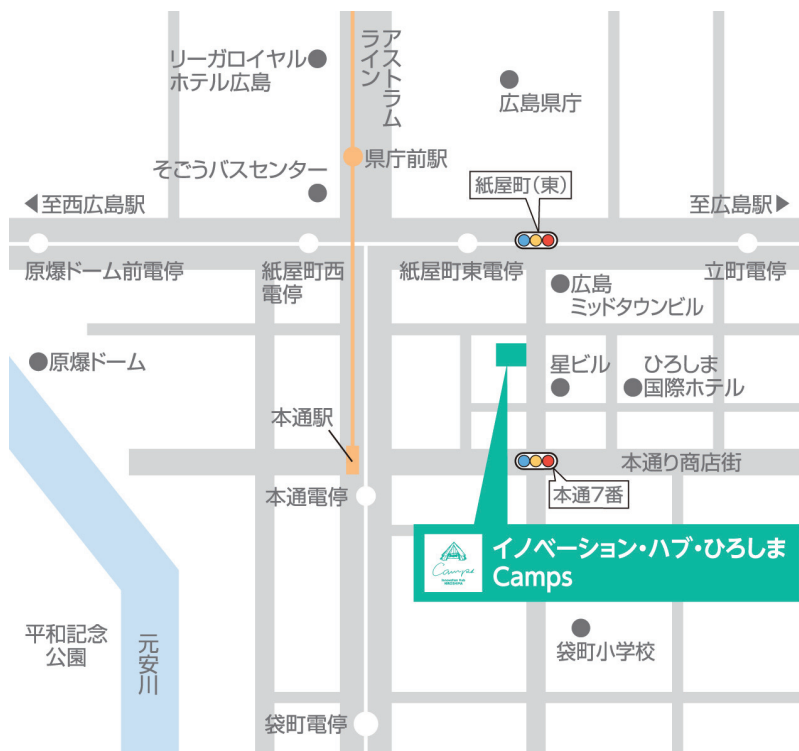 リーガロイヤル
ホテル広島
アストラム
ライン
広島県庁
県庁前駅
そごうバスセンター
紙屋町(東)
◀至西広島駅
至広島駅▶
原爆ドーム前電停
紙屋町西
電停
紙屋町東電停
立町電停
広島
ミッドタウンビル
原爆ドーム
星ビル
ひろしま
国際ホテル
本通駅
本通り商店街
本通電停
本通7番
Camps
Innovation Hub
HIROSHIMA
イノベーション・ハブ・ひろしま
Camps
平和記念
公園
元安川
袋町小学校
袋町電停